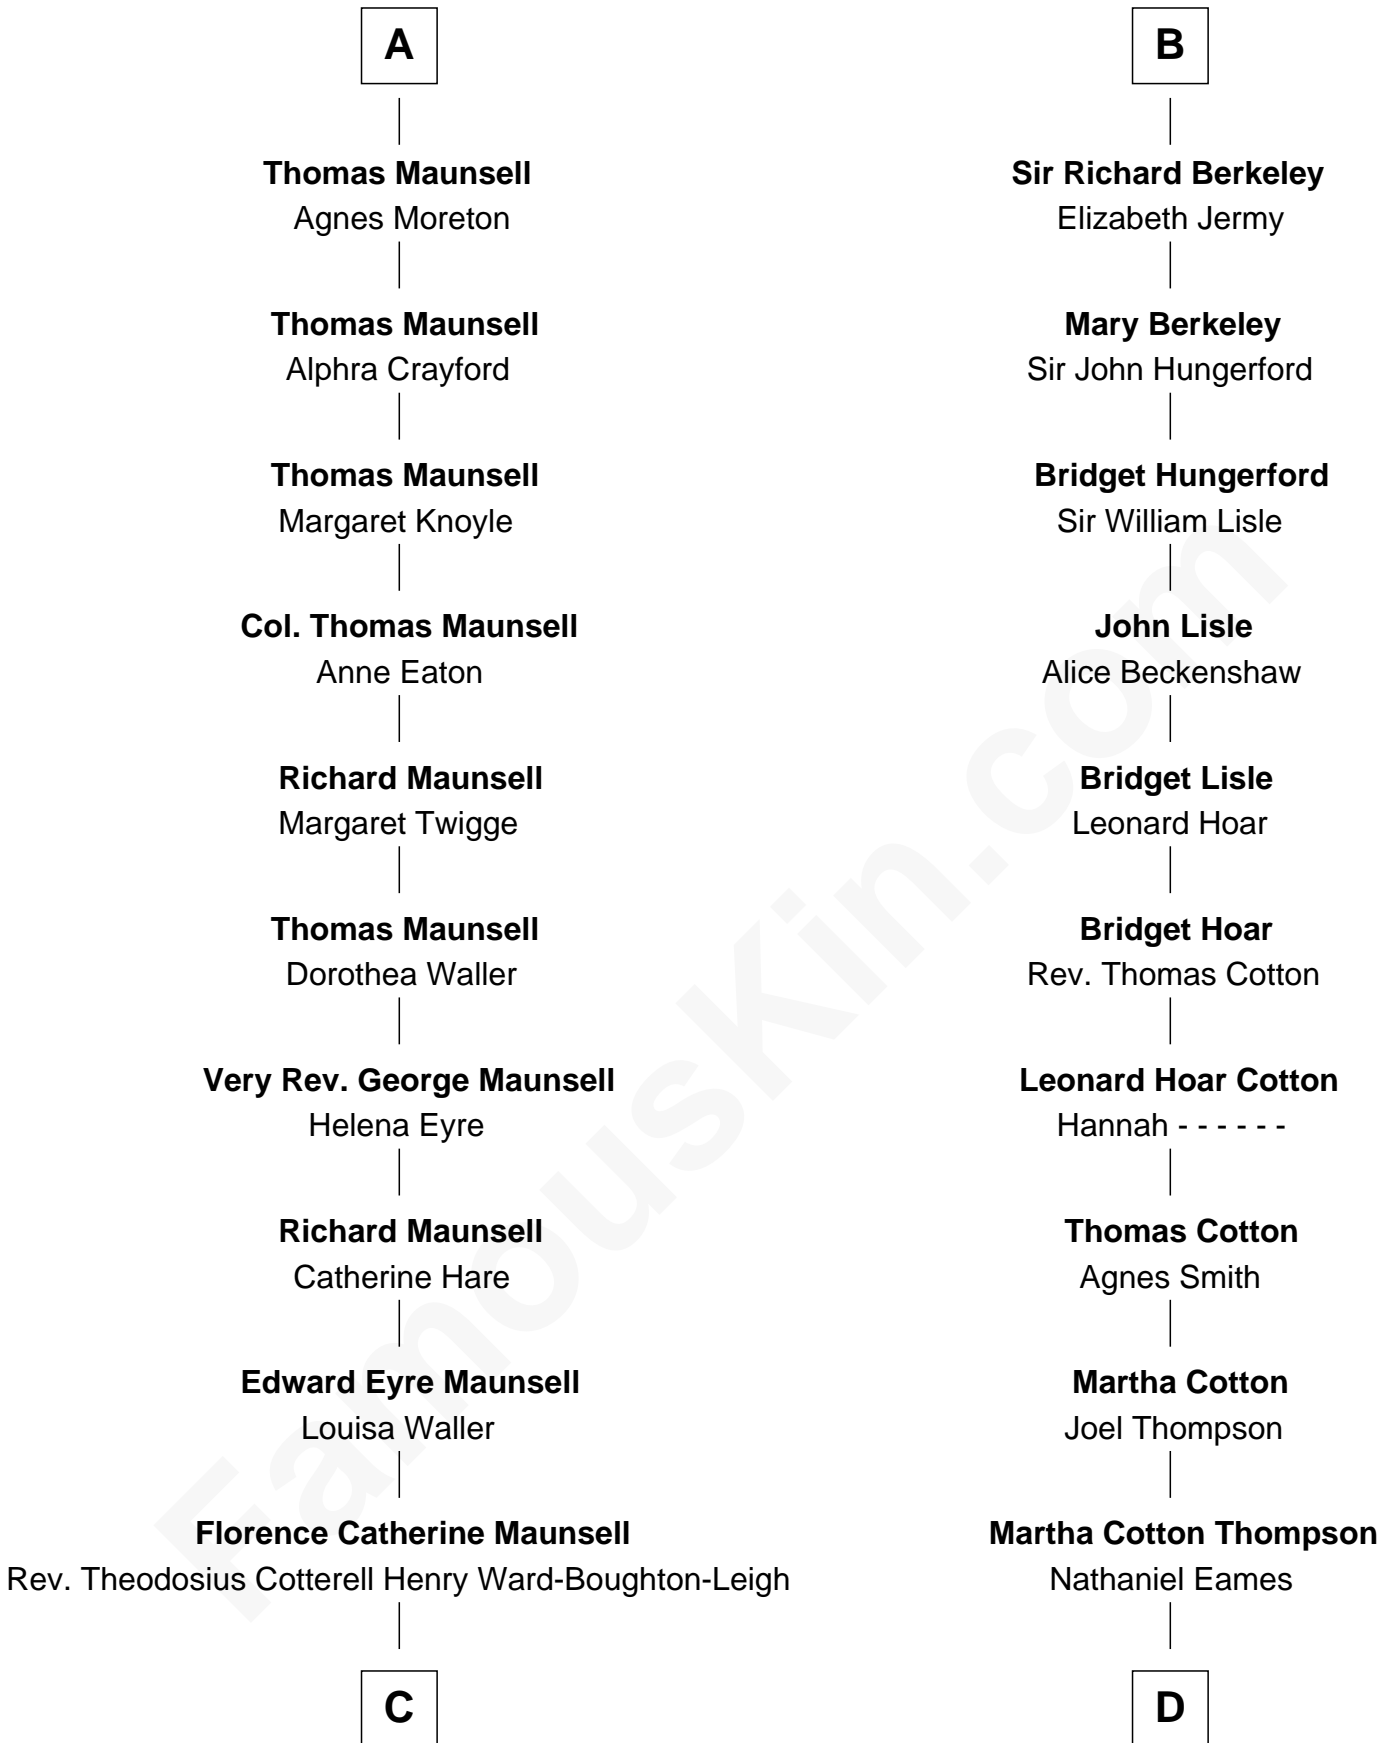 A
Thomas Maunsell
Agnes Moreton
Thomas Maunsell
Alphra Crayford
Thomas Maunsell
Margaret Knoyle
Col. Thomas Maunsell
Anne Eaton
Richard Maunsell
Margaret Twigge
Thomas Maunsell
Dorothea Waller
Very Rev. George Maunsell
Helena Eyre
Richard Maunsell
Catherine Hare
Edward Eyre Maunsell
Louisa Waller
Florence Catherine Maunsell
Rev. Theodosius Cotterell Henry Ward-Boughton-Leigh
C
B
Sir Richard Berkeley
Elizabeth Jermy
Mary Berkeley
Sir John Hungerford
Bridget Hungerford
Sir William Lisle
John Lisle
Alice Beckenshaw
Bridget Lisle
Leonard Hoar
Bridget Hoar
Rev. Thomas Cotton
Leonard Hoar Cotton
Hannah - - - - - -
Thomas Cotton
Agnes Smith
Martha Cotton
Joel Thompson
Martha Cotton Thompson
Nathaniel Eames
D
FamousKin.com